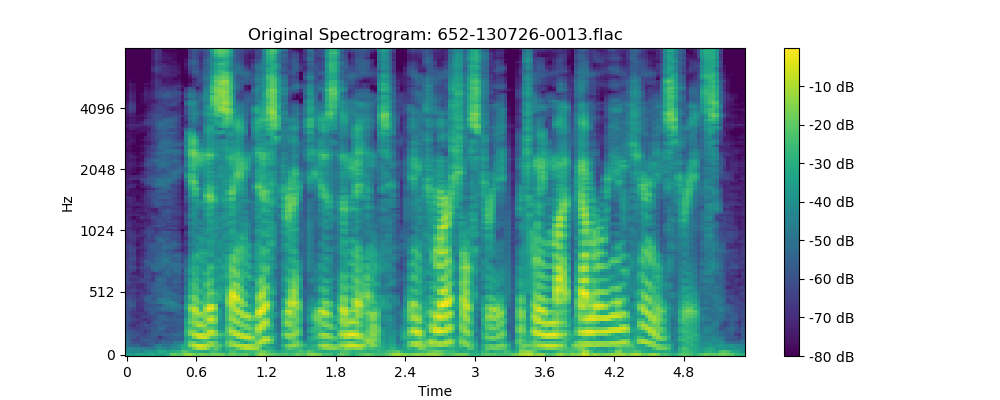 Original Spectrogram: 652-130726-0013.flac
Hz
4096
2048
1024
512
0
0 0.6 1.2 1.8 2.4 3 3.6 4.2 4.8
Time
-10 dB
-20 dB
-30 dB
-40 dB
-50 dB
-60 dB
-70 dB
-80 dB